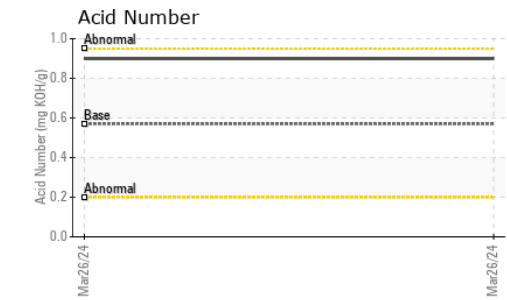 Acid Number
Acid Number (mg KOH/g)
1.0
0.8
0.6
0.4
0.2
0.0
Abnormal
Base
Abnormal
Mar26/24
Mar26/24